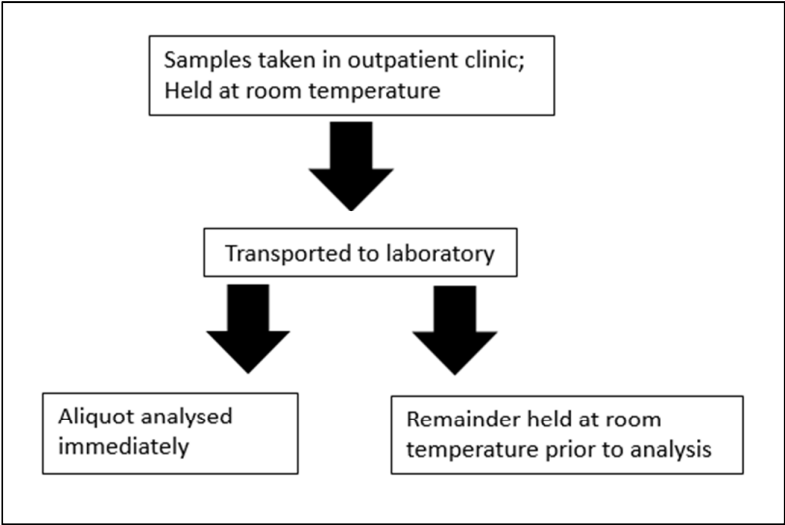 Samples taken in outpatient clinic;
Held at room temperature
Transported to laboratory
Aliquot analysed
immediately
Remainder held at room
temperature prior to analysis